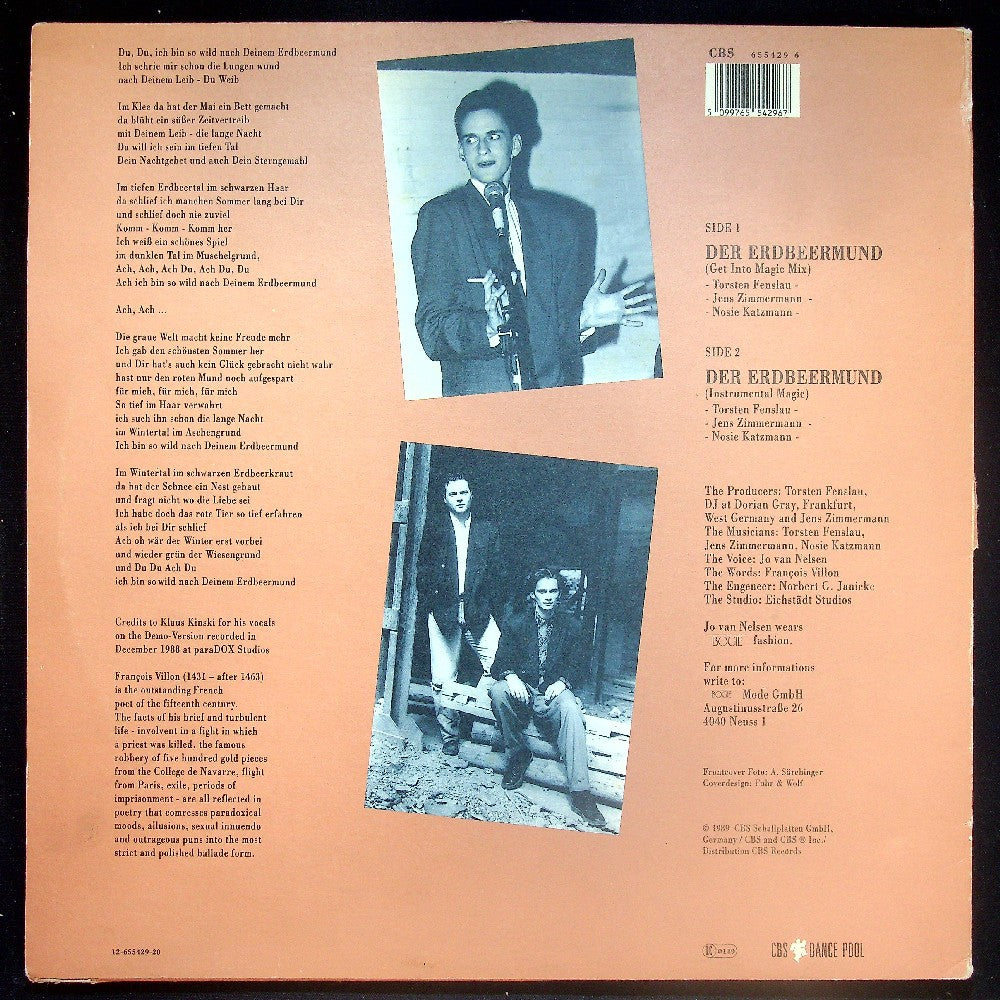 Du, Du, ich bin so wild nach Deinem Erdbeermund
Ich schrie mir schon die Lungen wund
nach Deinem Leib - Du Weib
Im Klee da hat der Mai ein Bett gemacht
da blüht ein süßer Zeitvertreib
mit Deinem Leib - die lange Nacht
Da will ich sein im tiefen Tal
Dein Nachtgebet und auch Dein Sterngemahl
Im tiefen Erdbeertal im schwarzen Haar
da schlief ich manchen Sommer lang bei Dir
und schlief doch nie zuviel
Komm - Komm - Komm her
Ich weiß ein schönes Spiel
im dunklen Tal im Muschelgrund,
Ach, Ach, Ach Du, Ach Du, Du
Ach ich bin so wild nach Deinem Erdbeermund
Ach, Ach ...
Die graue Welt macht keine Freude mehr
Ich gab den schönsten Sommer her
und Dir hat's auch kein Glück gebracht nicht wahr
hast nur den roten Mund noch aufgespart
für mich, für mich, für mich
So tief im Haar verwahrt
ich such ihn schon die lange Nacht
im Wintertal im Aschengrund
Ich bin so wild nach Deinem Erdbeermund
Im Wintertal im schwarzen Erdbeerkraut
da hat der Schnee ein Nest gebaut
und fragt nicht wo die Liebe sei
Ich habe doch das rote Tier so tief erfahren
als ich bei Dir schlief
Ach ob wär der Winter erst vorbei
und wieder grün der Wiesengrund
und Du Du Ach Du
ich bin so wild nach Deinem Erdbeermund
Credits to Klaus Kinski for his vocals
on the Demo-Version recorded in
December 1988 at paraDOX Studios
François Villon (1431 – after 1463)
is the outstanding French
poet of the fifteenth century.
The facts of his brief and turbulent
life - involvent in a fight in which
a priest was killed, the famous
robbery of five hundred gold pieces
from the College de Navarre, flight
from Paris, exile, periods of
imprisonment - are all reflected in
poetry that comresses paradoxical
moods, allusions, sexual innuendo
and outrageous puns into the most
strict and polished ballade form.
12-655429-20
CBS 655429 6
5 099765 542967
SIDE 1
DER ERDBEERMUND
(Get Into Magic Mix)
- Torsten Fenslau -
- Jens Zimmermann -
- Nosie Katzmann -
SIDE 2
DER ERDBEERMUND
(Instrumental Magic)
- Torsten Fenslau -
- Jens Zimmermann -
- Nosie Katzmann -
The Producers: Torsten Fenslau,
DJ at Dorian Gray, Frankfurt,
West Germany and Jens Zimmermann
The Musicians: Torsten Fenslau,
Jens Zimmermann, Nosie Katzmann
The Voice: Jo van Nelsen
The Words: François Villon
The Engeneer: Norbert G. Janicke
The Studio: Eichstädt Studios
Jo van Nelsen wears
BOGIE fashion.
For more informations
write to:
BOGIE Mode GmbH
Augustinusstraße 26
4040 Neuss 1
Frontcover Foto: A. Sürchinger
Coverdesign: Fuhr & Wolf
© 1989 CBS Schallplatten GmbH,
Germany / CBS and CBS ® Inc./
Distribution CBS Records
CBS DANCE POOL